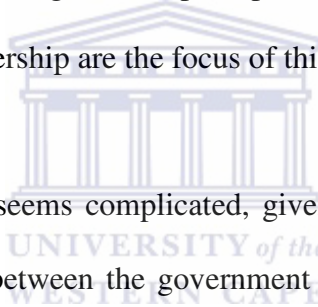 ership are the focus of thi
seems complicated, give
UNIVERSITY of the
between the government
WESTERN CAPE